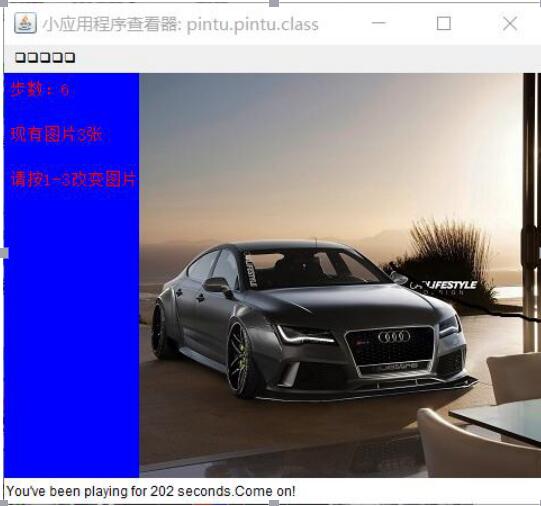 小应用程序查看器: pintu.pintu.class
□□□□□
步数：6
现有图片3张
请按1-3改变图片
LIFESTYLE
DESIGN
quattro
You've been playing for 202 seconds.Come on!